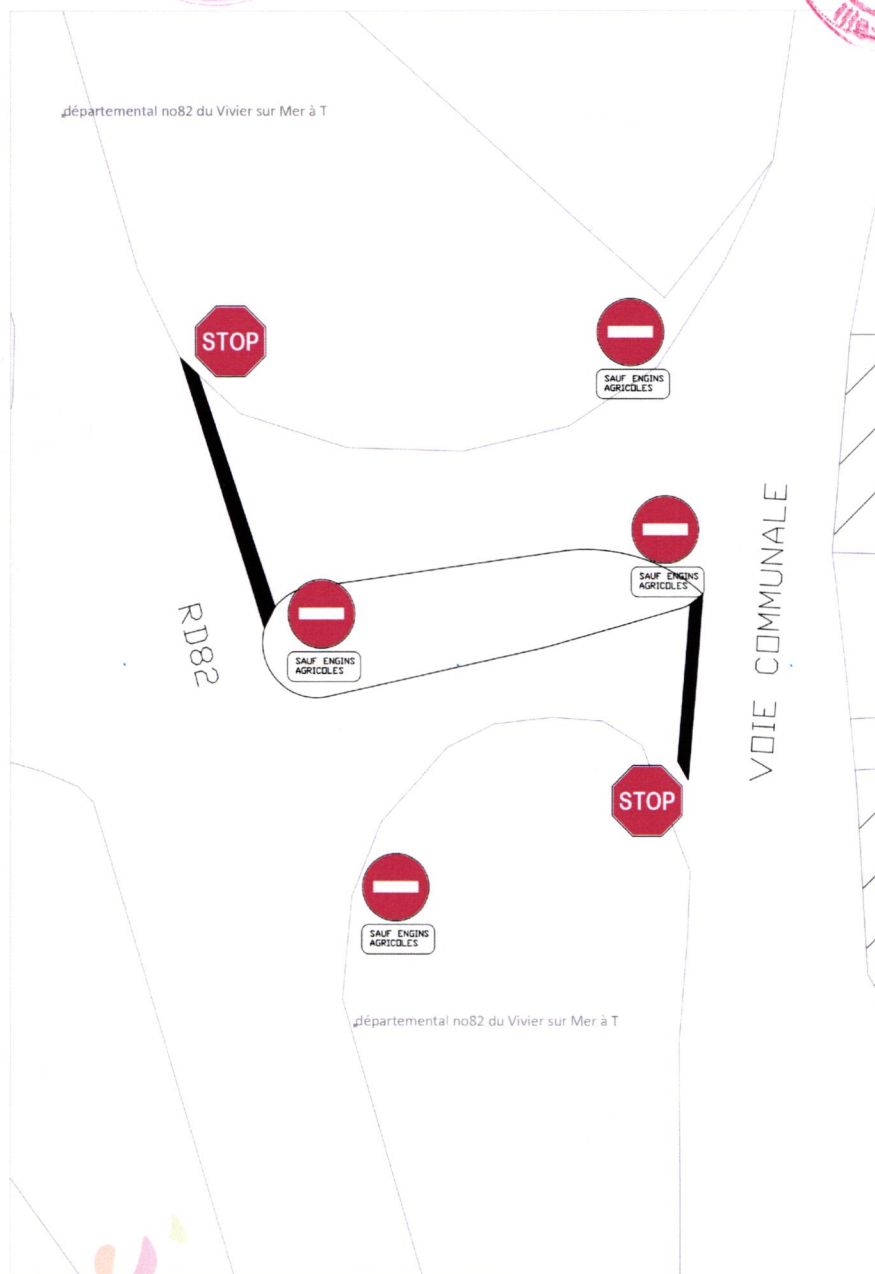 Ille
départemental no82 du Vivier sur Mer à T
STOP
SAUF ENGINS
AGRICOLES
SAUF ENGINS
AGRICOLES
SAUF ENGINS
AGRICOLES
RD82
VOIE COMMUNALE
STOP
SAUF ENGINS
AGRICOLES
départemental no82 du Vivier sur Mer à T